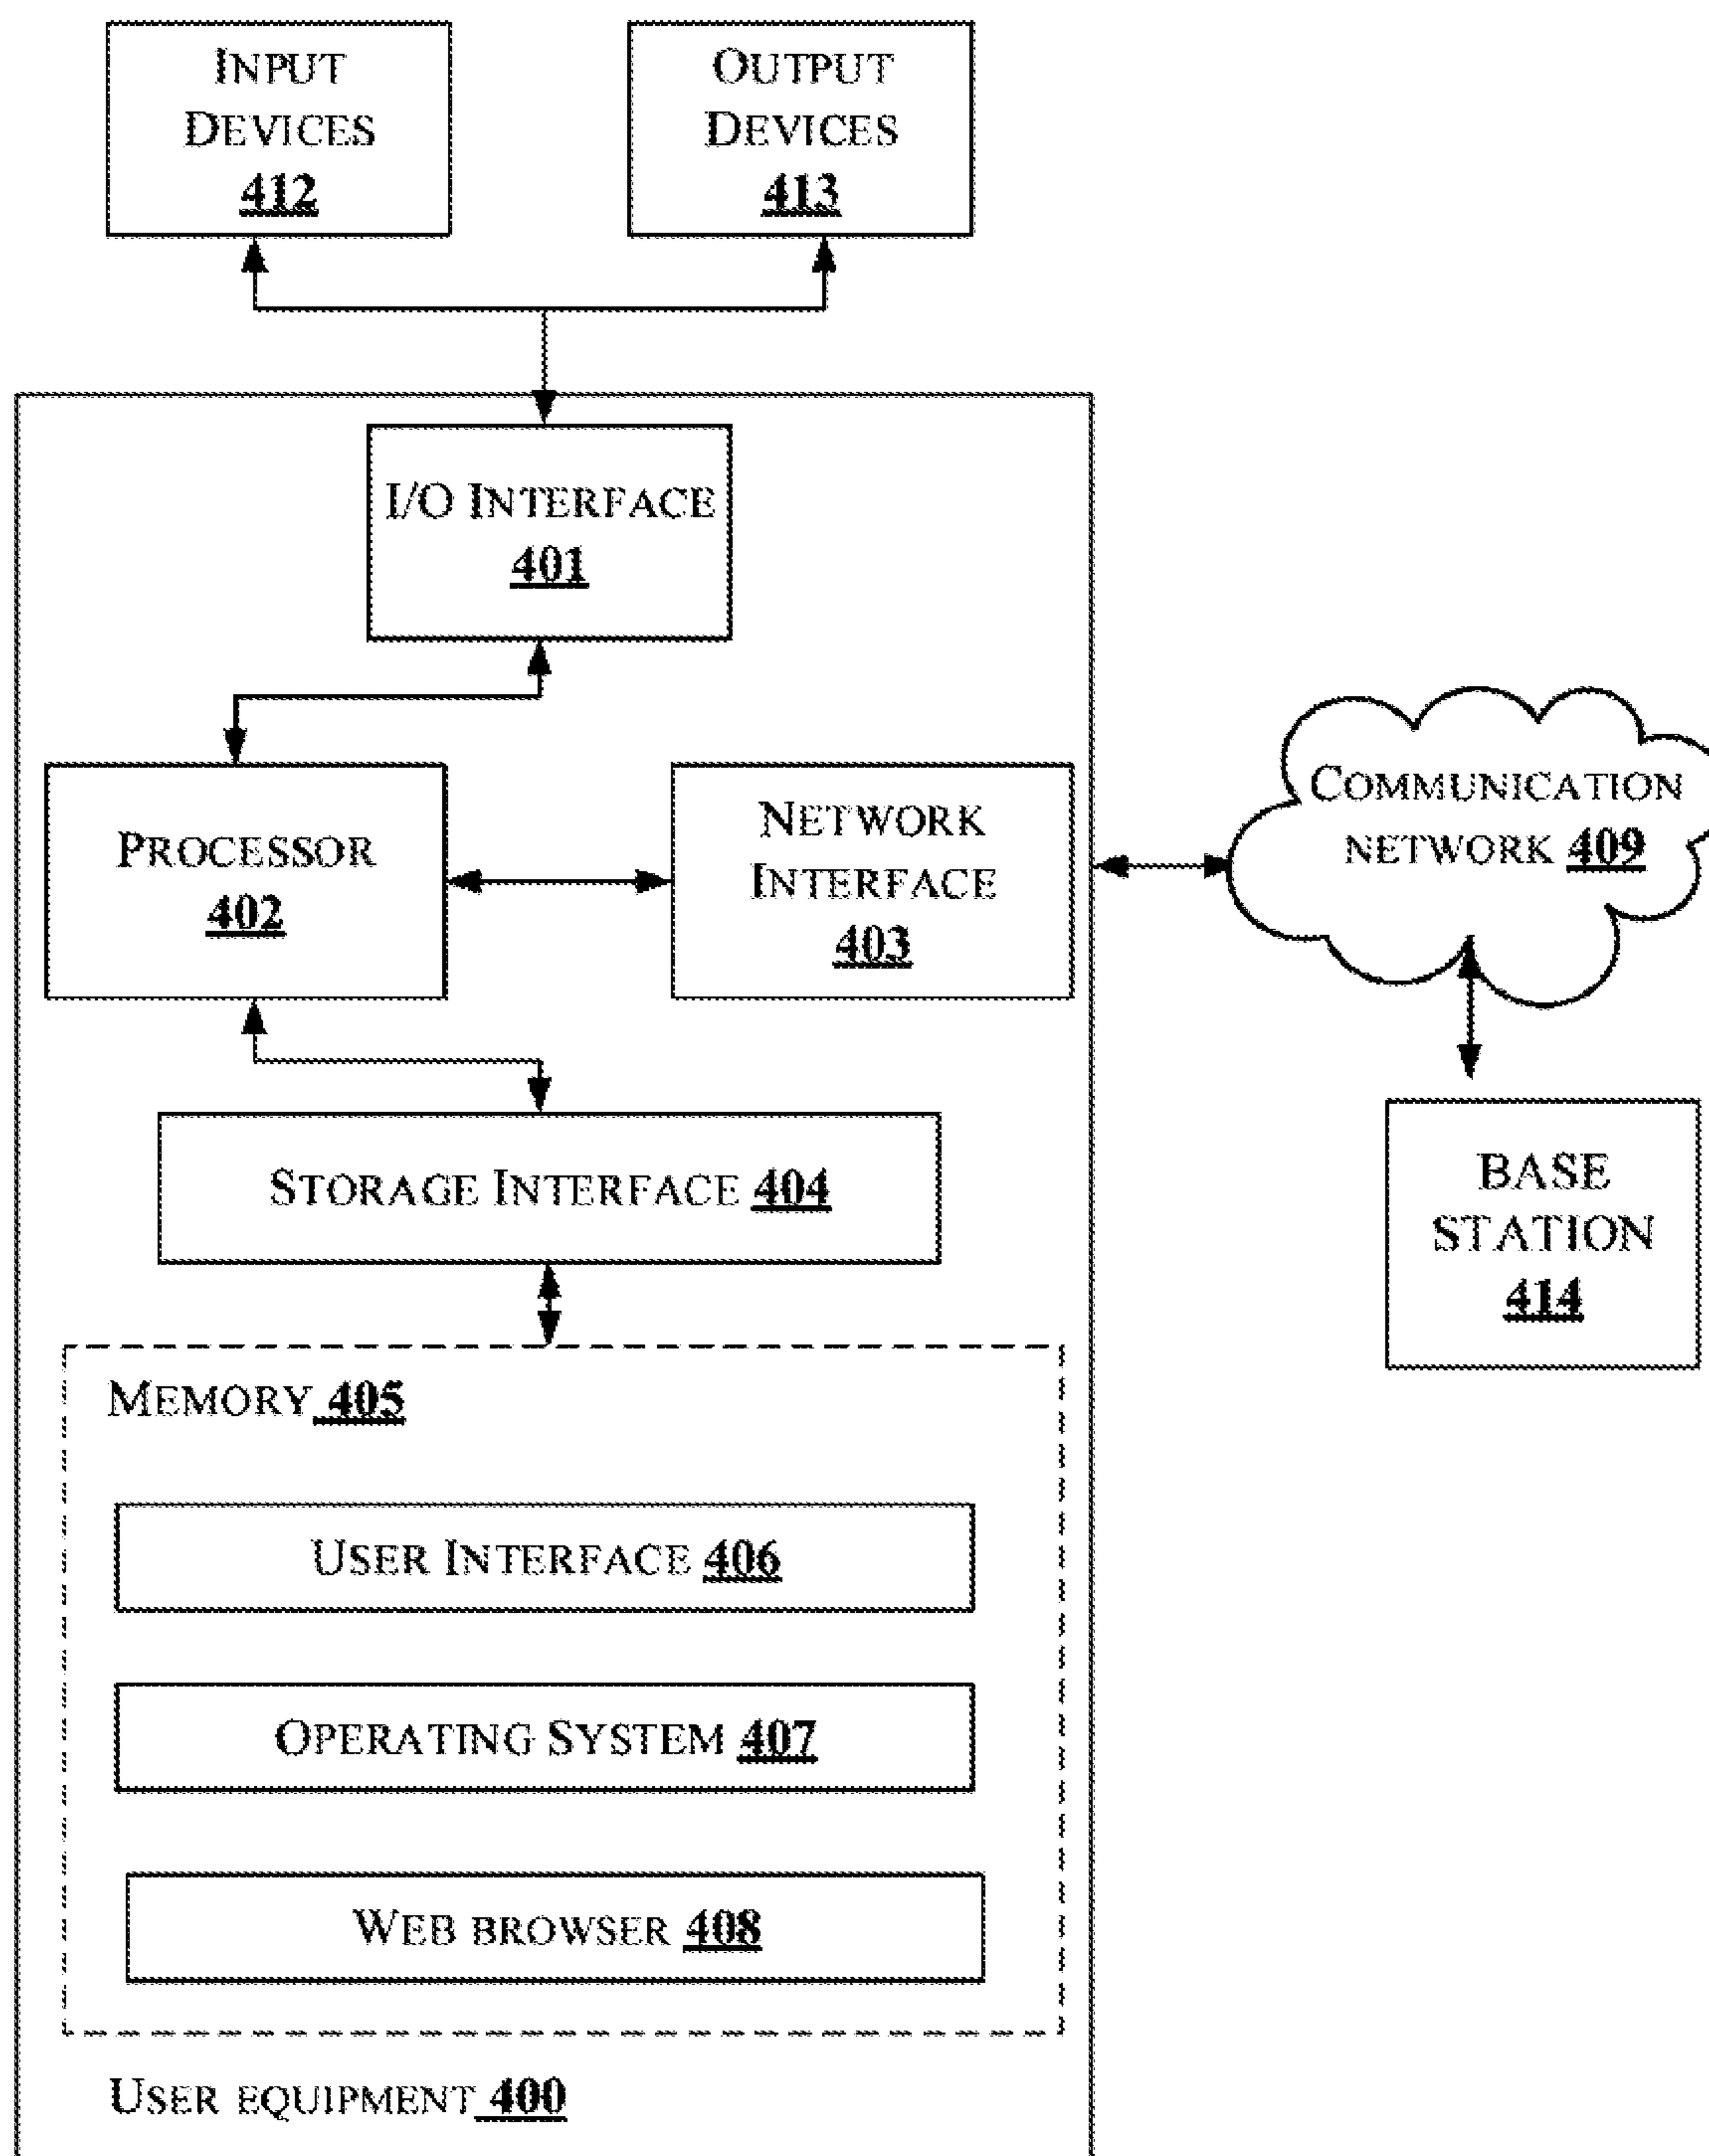 INPUT
DEVICES
412
OUTPUT
DEVICES
413
I/O INTERFACE
401
PROCESSOR
402
NETWORK
INTERFACE
403
COMMUNICATION
NETWORK 409
STORAGE INTERFACE 404
BASE
STATION
414
MEMORY 405
USER INTERFACE 406
OPERATING SYSTEM 407
WEB BROWSER 408
USER EQUIPMENT 400